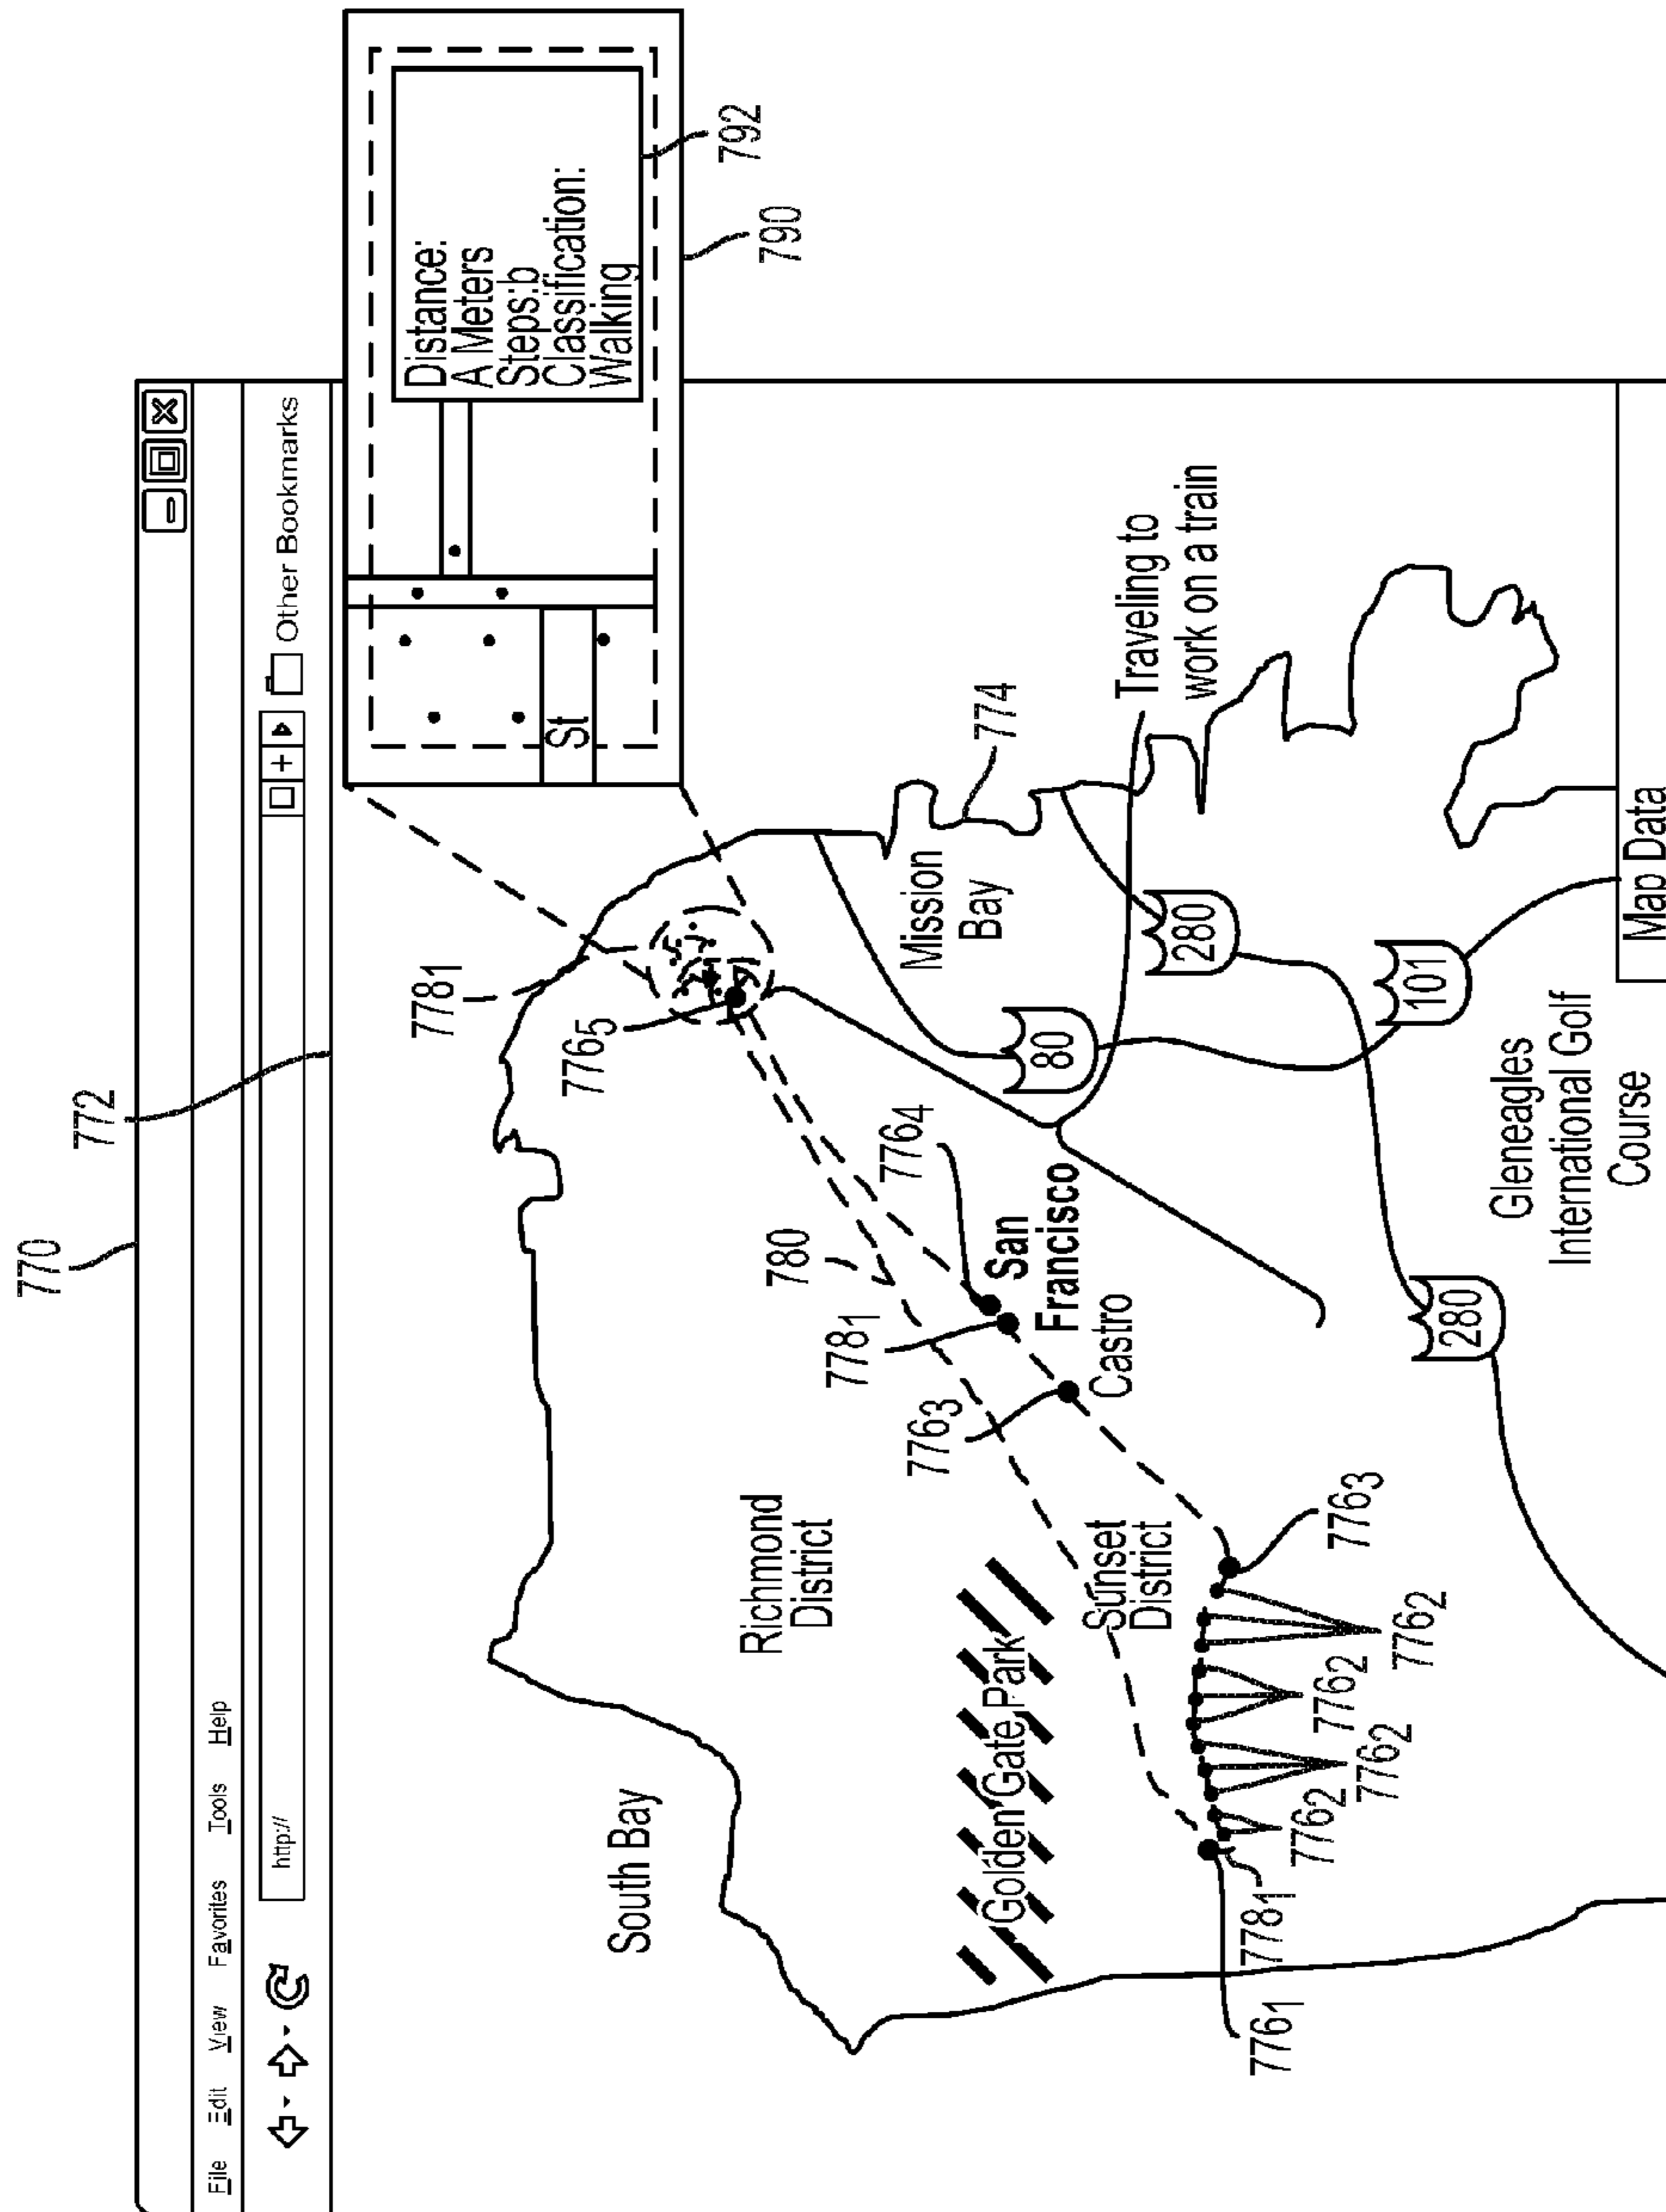 770
772
File Edit View Favorites Tools Help
http://
Other Bookmarks
Distance:
A Meters
Steps:b
Classification:
Walking
St
792
790
778₁
776₅
South Bay
Richmond
District
780
778₁
776₄
776₃
Mission
Bay
774
San
Francisco
Castro
80
Traveling to
work on a train
280
Golden Gate Park
Sunset
District
776₁
778₁
776₂
776₂
776₂
776₂
776₃
280
101
Gleneagles
International Golf
Course
Map Data